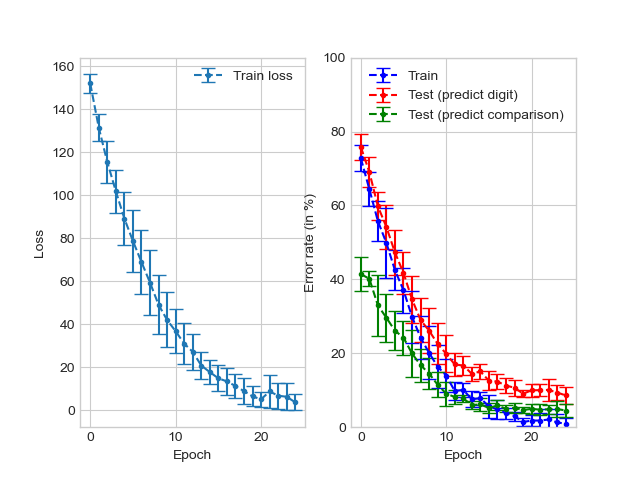 160
140
120
100
80
60
40
20
0
0 10 20
Loss
Epoch
Train loss
100
80
60
40
20
0
0 10 20
Error rate (in %)
Epoch
Train
Test (predict digit)
Test (predict comparison)